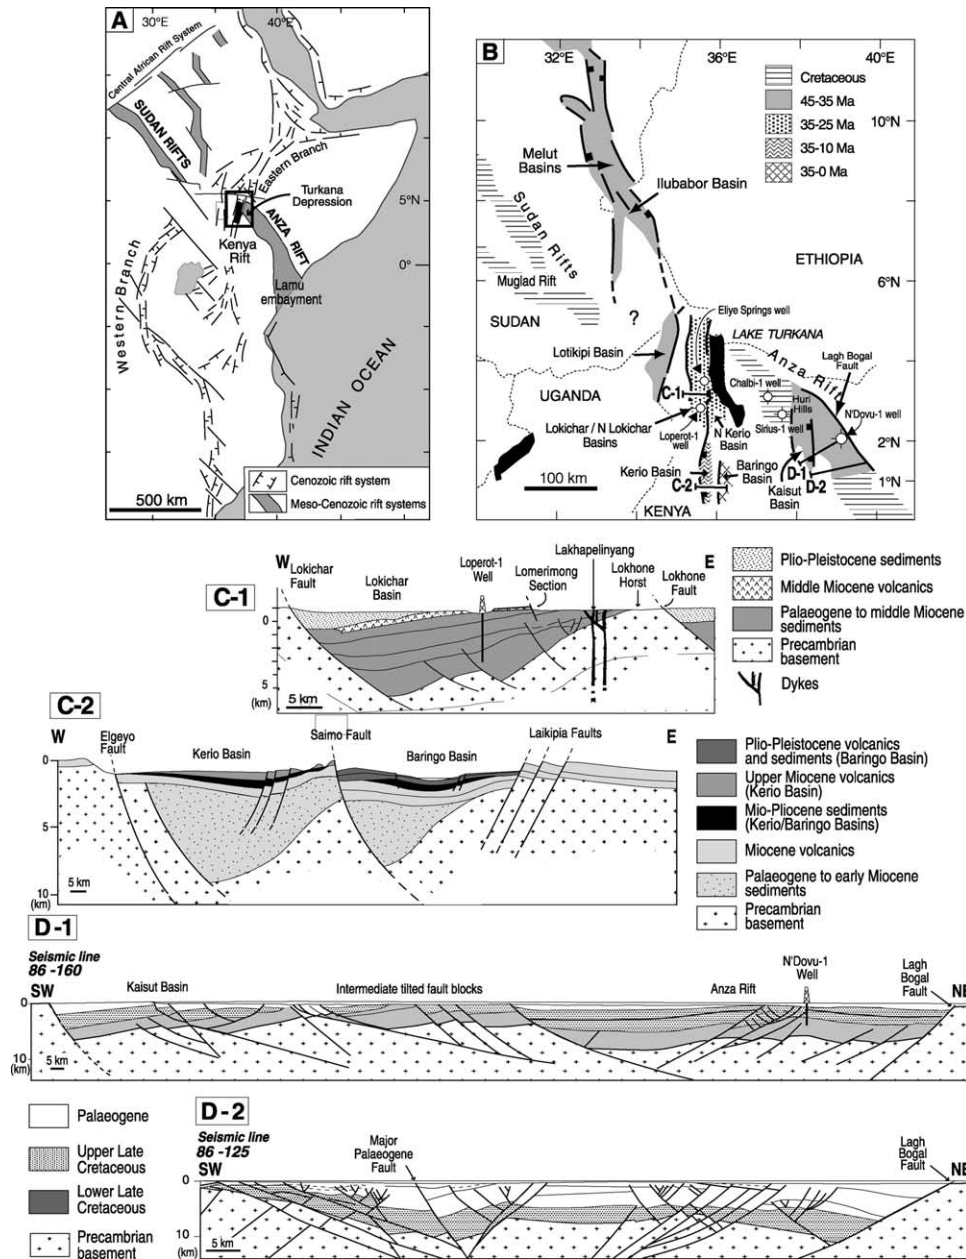 A
30°E
40°E
Central African Rift System
SUDAN RIFTS
Eastern Branch
Turkana
Depression
5°N
ANZA RIFT
Kenya
Rift
0°
Lamu
embayment
Western Branch
INDIAN OCEAN
500 km
Cenozoic rift system
Meso-Cenozoic rift systems
B
32°E
36°E
40°E
Cretaceous
45-35 Ma
35-25 Ma
35-10 Ma
35-0 Ma
10°N
Melut
Basins
Ilubabor Basin
Sudan Rifts
ETHIOPIA
Muglad Rift
6°N
SUDAN
?
Eliye Springs well
LAKE TURKANA
Lotikipi Basin
Anza Rift
Lagh Bogal
Fault
UGANDA
C-1
Chalbi-1 well
Huri
Hills
N'Dovu-1 well
Lokichar / N Lokichar
Basins
Loperot-1
well
N Kerio
Basin
Sirius-1 well
2°N
Kerio Basin
Baringo
Basin
D-1
C-2
Kaisut
Basin
D-2
1°N
100 km
KENYA
C-1
W
Lokichar
Fault
Lokichar
Basin
Loperot-1
Well
Lomerimong
Section
Lakhapelinyang
Lokhone
Horst
Lokhone
Fault
E
0
5
(km)
5 km
Plio-Pleistocene sediments
Middle Miocene volcanics
Palaeogene to middle Miocene
sediments
Precambrian
basement
Dykes
C-2
W
Elgeyo
Fault
Kerio Basin
Saimo Fault
Baringo Basin
Laikipia Faults
E
0
5
10
(km)
5 km
Plio-Pleistocene volcanics
and sediments (Baringo Basin)
Upper Miocene volcanics
(Kerio Basin)
Mio-Pliocene sediments
(Kerio/Baringo Basins)
Miocene volcanics
Palaeogene to early Miocene
sediments
Precambrian
basement
D-1
Seismic line
86 -160
SW
Kaisut Basin
Intermediate tilted fault blocks
Anza Rift
N'Dovu-1
Well
Lagh
Bogal
Fault
NE
0
10
(km)
5 km
Palaeogene
Upper Late
Cretaceous
Lower Late
Cretaceous
Precambrian
basement
D-2
Seismic line
86 -125
SW
Major
Palaeogene
Fault
Lagh
Bogal
Fault
NE
0
10
(km)
5 km